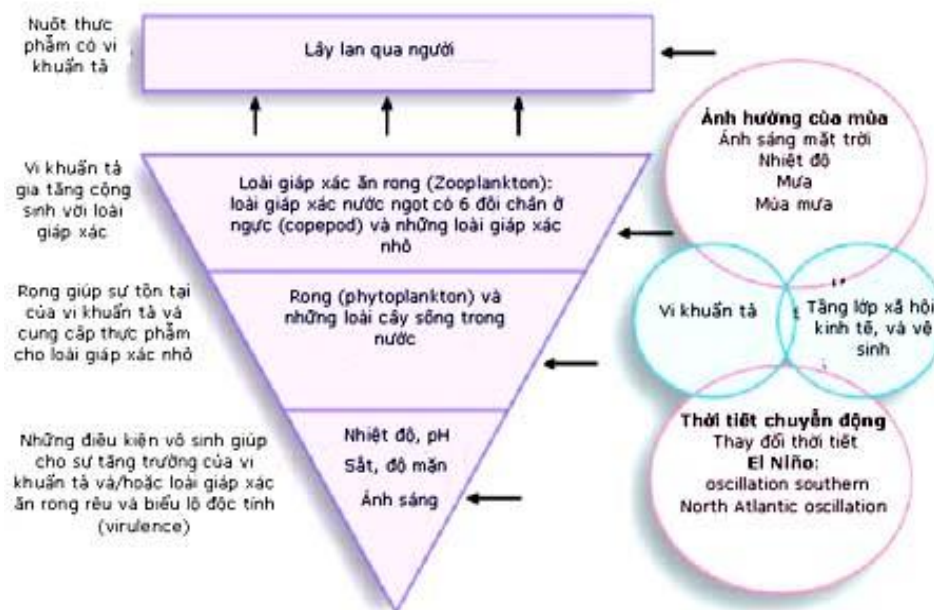 Nuốt thực
phẩm có vi
khuẩn tả
Lây lan qua người
Vi khuẩn tả
gia tăng cộng
sinh với loài
giáp xác
Loài giáp xác ăn rong (Zooplankton):
loài giáp xác nước ngọt có 6 đôi chân ở
ngực (copepod) và những loài giáp xác
nhỏ
Rong giúp sự tồn tại
của vi khuẩn tả và
cung cấp thực phẩm
cho loài giáp xác nhỏ
Rong (phytoplankton) và
những loài cây sống trong
nước
Những điều kiện vô sinh giúp
cho sự tăng trưởng của vi
khuẩn tả và/hoặc loài giáp xác
ăn rong rêu và biểu lộ độc tính
(virulence)
Nhiệt độ, pH
Sắt, độ mặn
Ánh sáng
Ảnh hưởng của mùa
Ánh sáng mặt trời
Nhiệt độ
Mưa
Mùa mưa
Vi khuẩn tả
Tầng lớp xã hội
kinh tế, và vệ
sinh
Thời tiết chuyển động
Thay đổi thời tiết
El Niño:
oscillation southern
North Atlantic oscillation